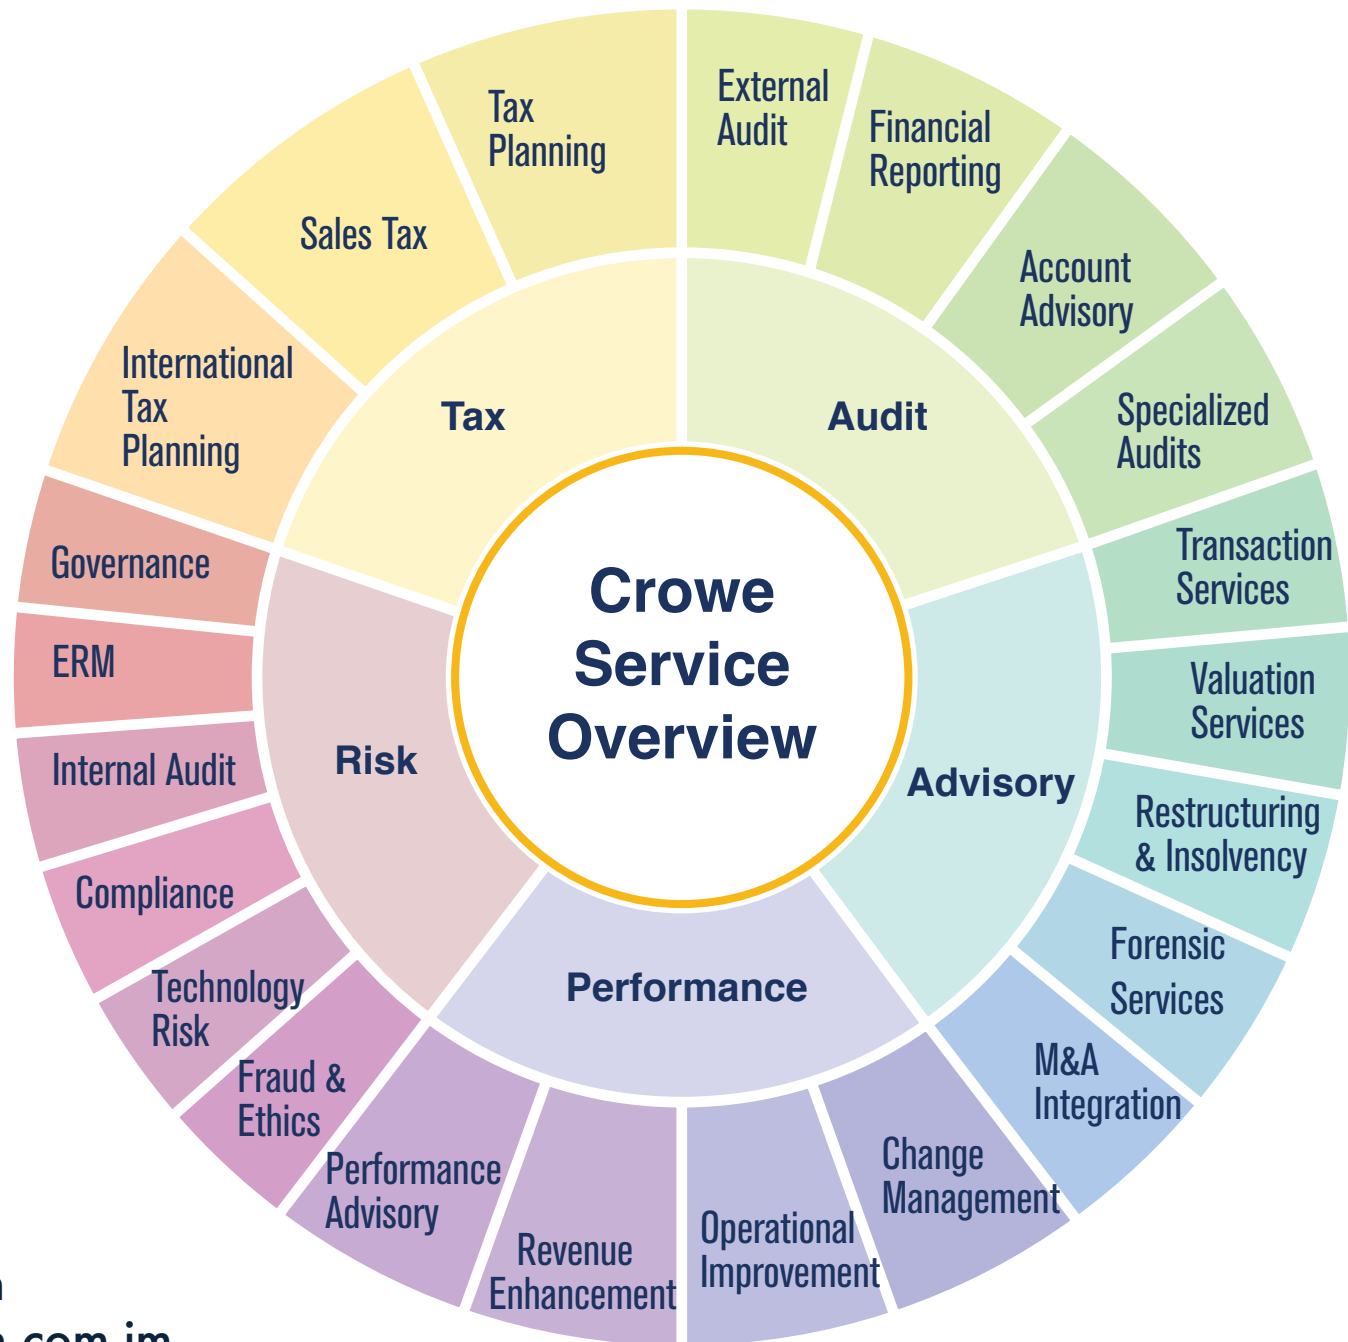 Tax
Planning
External
Audit
Financial
Reporting
Sales Tax
Account
Advisory
International
Tax
Planning
Tax
Audit
Specialized
Audits
Governance
Transaction
Services
Crowe
Service
Overview
ERM
Valuation
Services
Internal Audit
Risk
Advisory
Restructuring
& Insolvency
Compliance
Forensic
Services
Technology
Risk
Performance
M&A
Integration
Fraud &
Ethics
Performance
Advisory
Change
Management
Revenue
Enhancement
Operational
Improvement